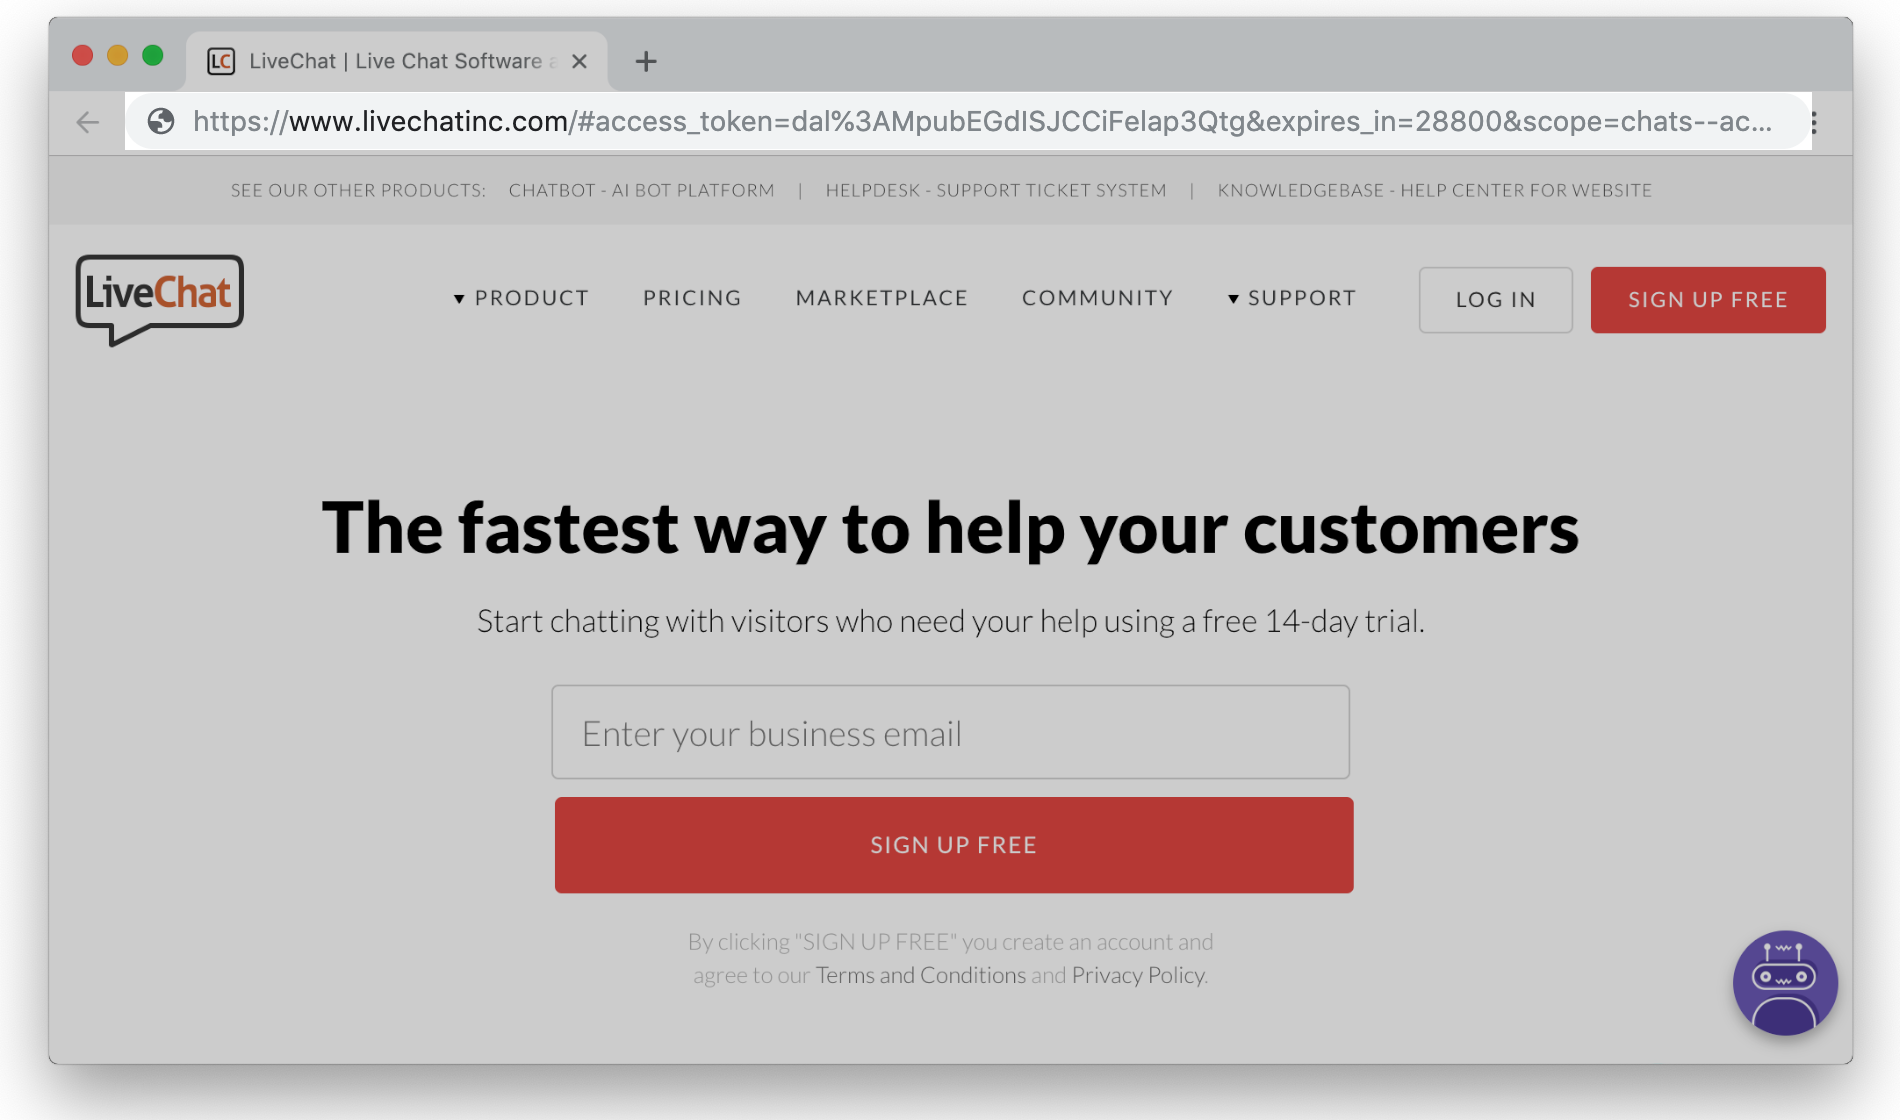 LC LiveChat | Live Chat Software a
https://www.livechatinc.com/#access_token=dal%3AMpubEGdISJCCiFelap3Qtg&expires_in=28800&scope=chats--ac...
SEE OUR OTHER PRODUCTS: CHATBOT - AI BOT PLATFORM | HELPDESK - SUPPORT TICKET SYSTEM | KNOWLEDGEBASE - HELP CENTER FOR WEBSITE
LiveChat
PRODUCT PRICING MARKETPLACE COMMUNITY SUPPORT LOG IN SIGN UP FREE
The fastest way to help your customers
Start chatting with visitors who need your help using a free 14-day trial.
Enter your business email
SIGN UP FREE
By clicking "SIGN UP FREE" you create an account and
agree to our Terms and Conditions and Privacy Policy.